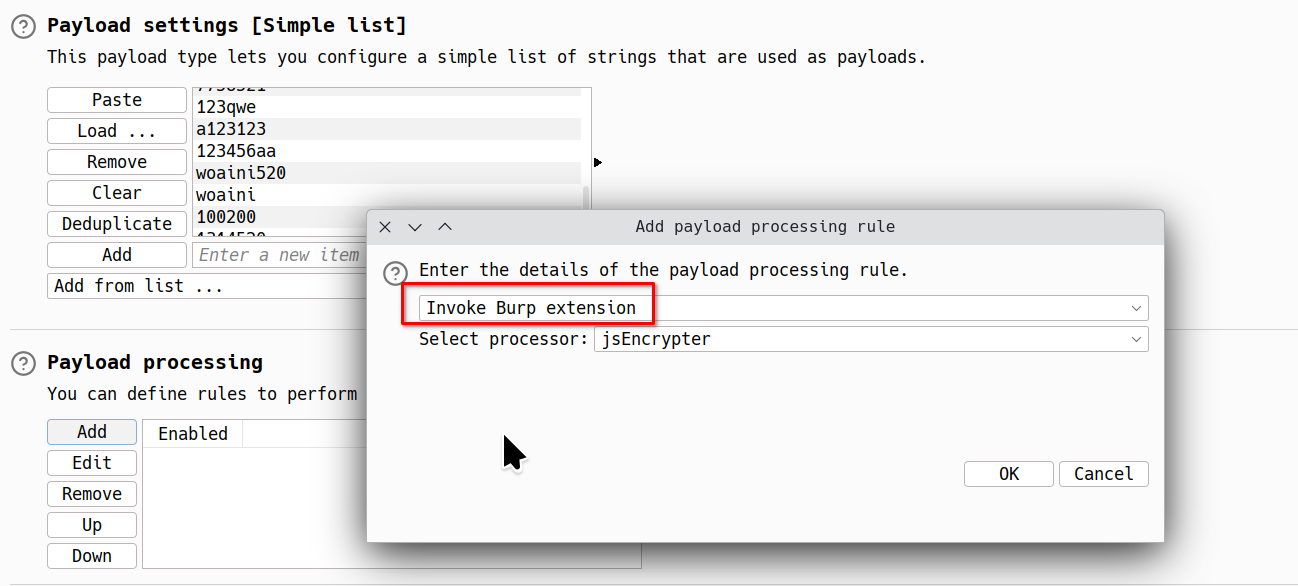 ? Payload settings [Simple list]
This payload type lets you configure a simple list of strings that are used as payloads.
Paste
Load ...
Remove
Clear
Deduplicate
Add
123qwe
a123123
123456aa
woaini520
woaini
100200
Enter a new item
Add from list ...
Add payload processing rule
? Enter the details of the payload processing rule.
Invoke Burp extension
Select processor: jsEncrypter
OK
Cancel
? Payload processing
You can define rules to perform
Add
Edit
Remove
Up
Down
Enabled